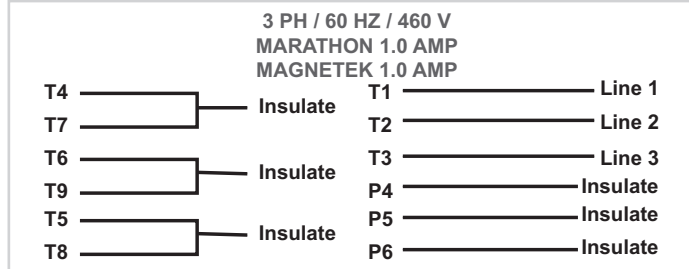 3 PH / 60 HZ / 460 V
MARATHON 1.0 AMP
MAGNETEK 1.0 AMP
T4
Insulate
T7
T6
Insulate
T9
T5
Insulate
T8
T1 Line 1
T2 Line 2
T3 Line 3
P4 Insulate
P5 Insulate
P6 Insulate